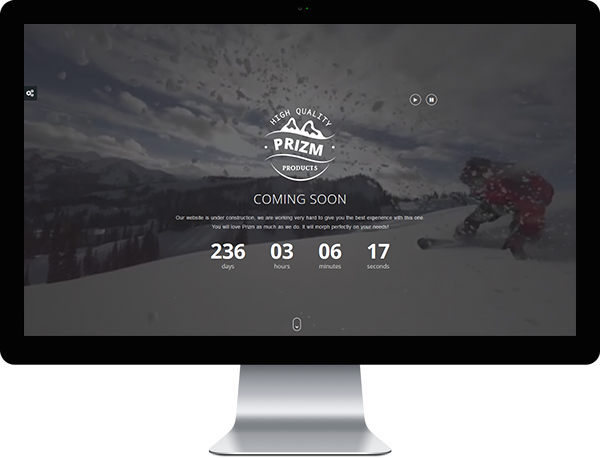 HIGH QUALITY
PRIZM
PRODUCTS
COMING SOON
Our website is under construction, we are working very hard to give you the best experience with this one.
You will love Prizm as much as we do. It will morph perfectly on your needs!
236 03 06 17
days hours minutes seconds